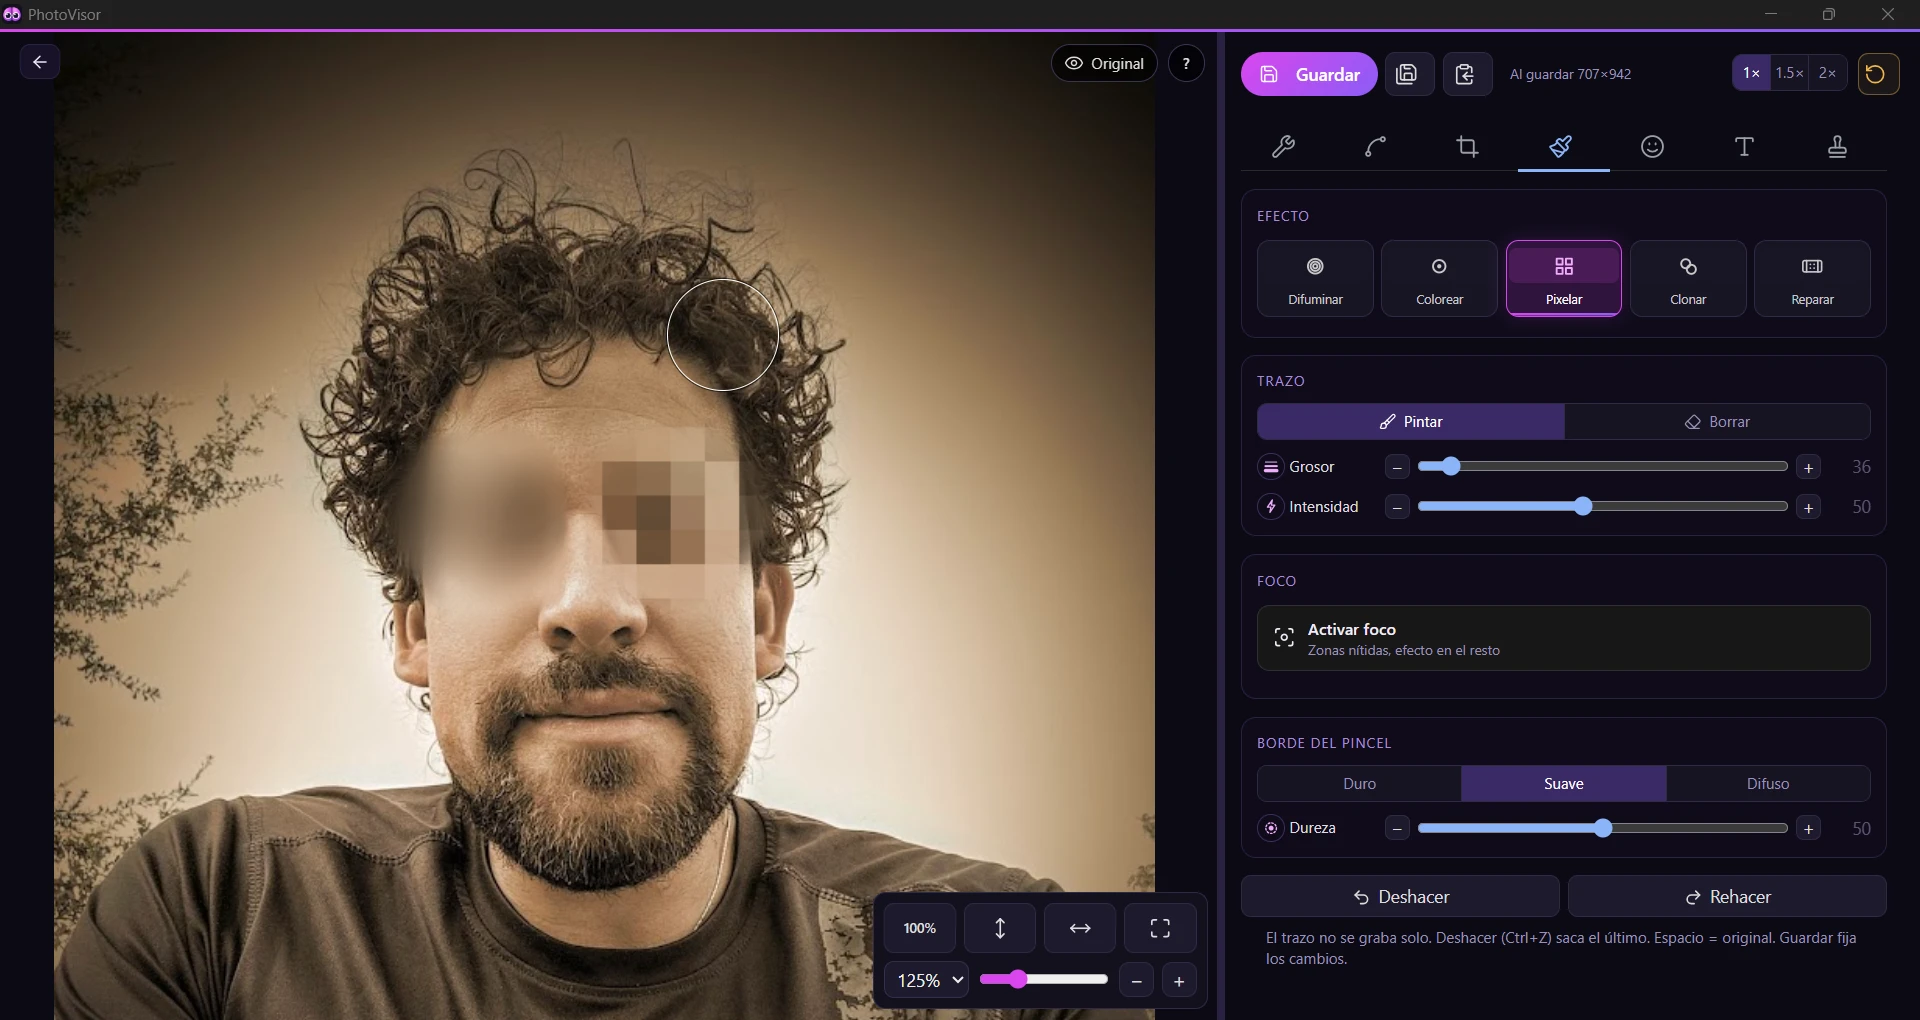 PhotoVisor
Original
?
Guardar
Al guardar 707×942
1×
1.5×
2×
EFECTO
Difuminar
Colorear
Pixelar
Clonar
Reparar
TRAZO
Pintar
Borrar
Grosor
−
+
36
Intensidad
−
+
50
FOCO
Activar foco
Zonas nítidas, efecto en el resto
BORDE DEL PINCEL
Duro
Suave
Difuso
Dureza
−
+
50
Deshacer
Rehacer
El trazo no se graba solo. Deshacer (Ctrl+Z) saca el último. Espacio = original. Guardar fija
los cambios.
100%
125%
−
+